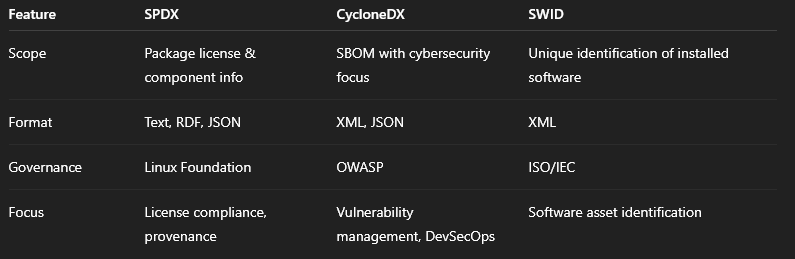 Feature SPDX CycloneDX SWID
Scope Package license & SBOM with cybersecurity Unique identification of installed
component info focus software
Format Text, RDF, JSON XML, JSON XML
Governance Linux Foundation OWASP ISO/IEC
Focus License compliance, Vulnerability Software asset identification
provenance management, DevSecOps